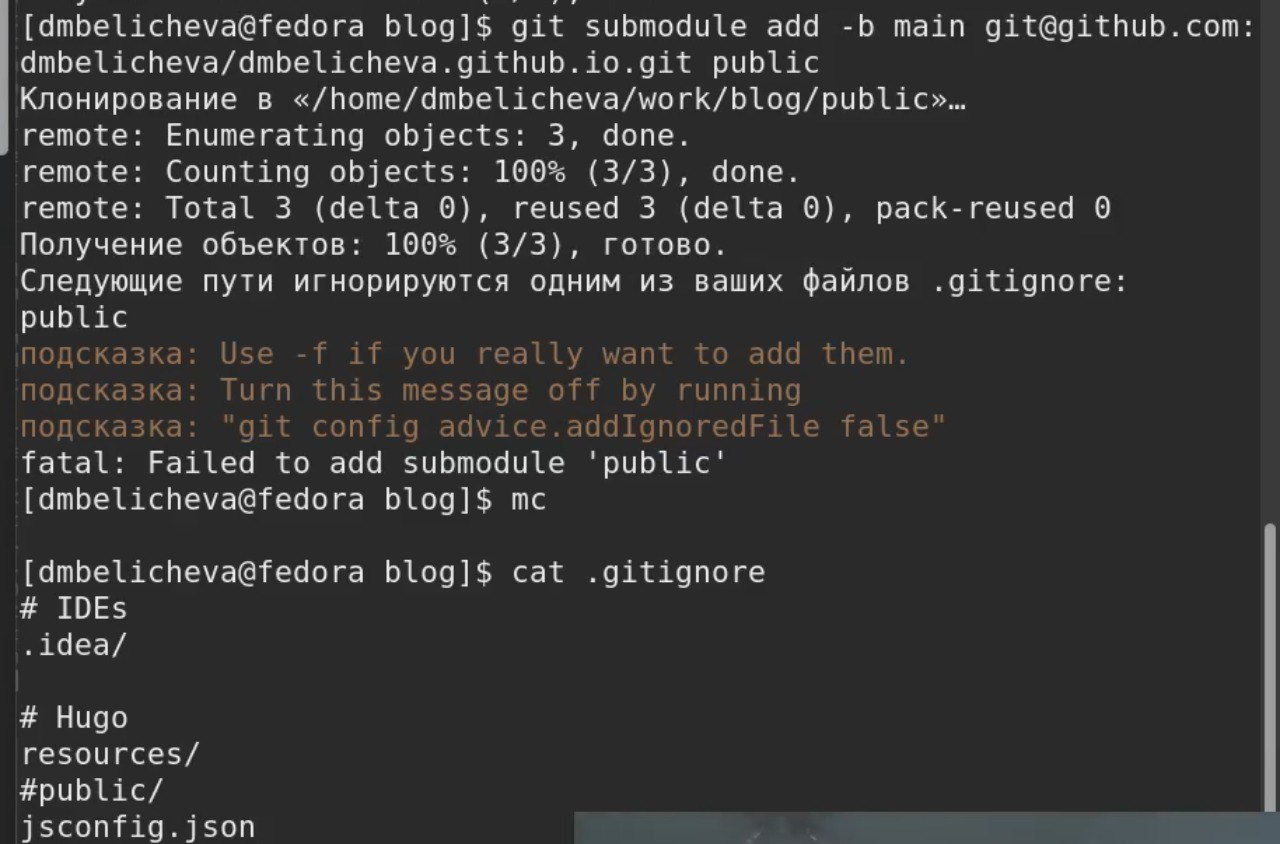 [dmbelicheva@fedora blog]$ git submodule add -b main git@github.com:
dmbelicheva/dmbelicheva.github.io.git public
Клонирование в «/home/dmbelicheva/work/blog/public»…
remote: Enumerating objects: 3, done.
remote: Counting objects: 100% (3/3), done.
remote: Total 3 (delta 0), reused 3 (delta 0), pack-reused 0
Получение объектов: 100% (3/3), готово.
Следующие пути игнорируются одним из ваших файлов .gitignore:
public
подсказка: Use -f if you really want to add them.
подсказка: Turn this message off by running
подсказка: "git config advice.addIgnoredFile false"
fatal: Failed to add submodule 'public'
[dmbelicheva@fedora blog]$ mc
[dmbelicheva@fedora blog]$ cat .gitignore
# IDEs
.idea/
# Hugo
resources/
#public/
jsconfig.json